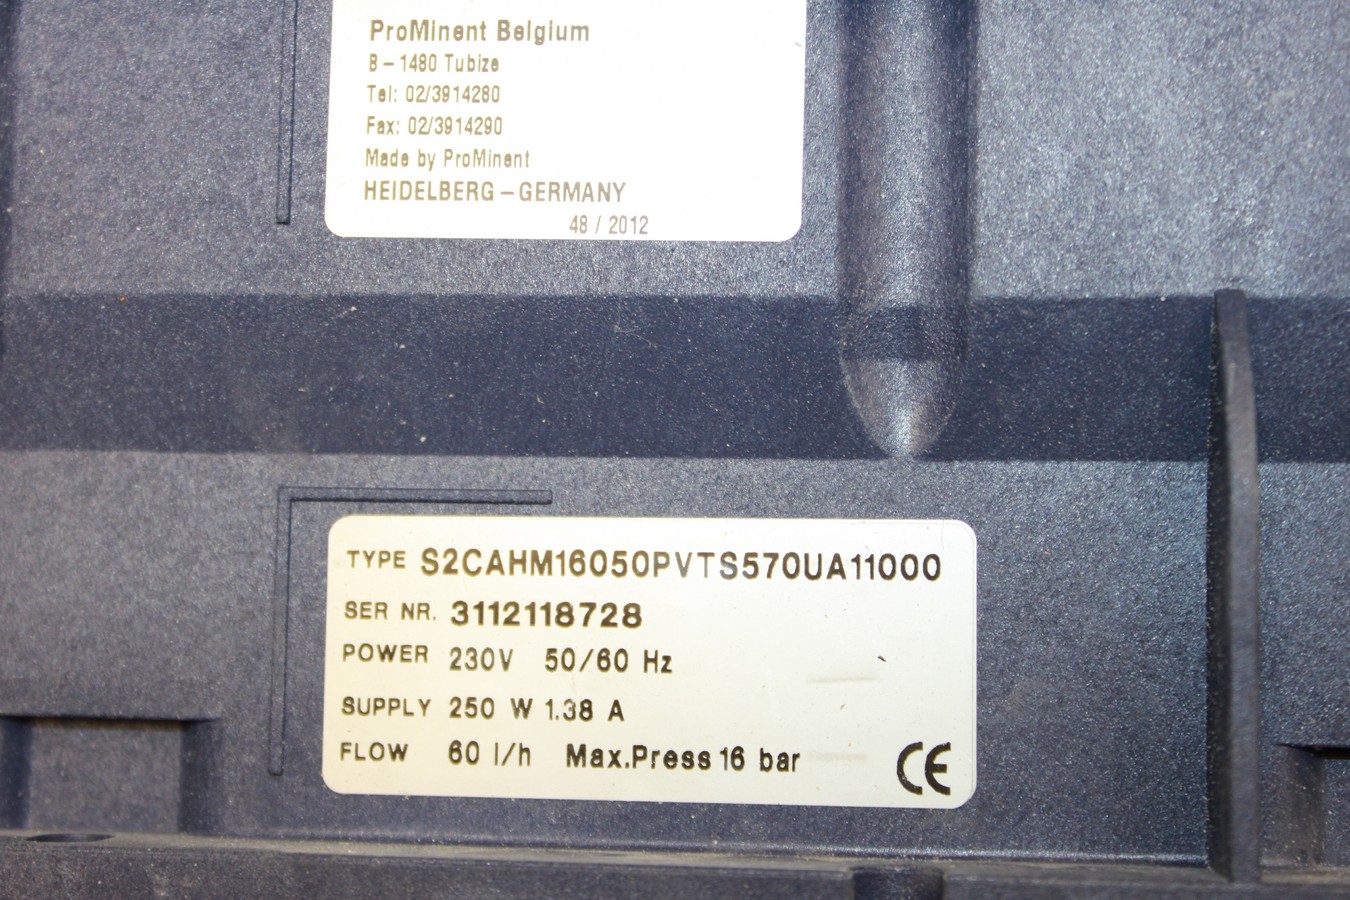 ProMinent Belgium
B – 1480 Tubize
Tel: 02/3914280
Fax: 02/3914290
Made by ProMinent
HEIDELBERG – GERMANY
48 / 2012
TYPE S2CAHM16050PVTS570UA11000
SER NR. 3112118728
POWER 230V 50/60 Hz
SUPPLY 250 W 1.38 A
FLOW 60 l/h Max.Press 16 bar
CE